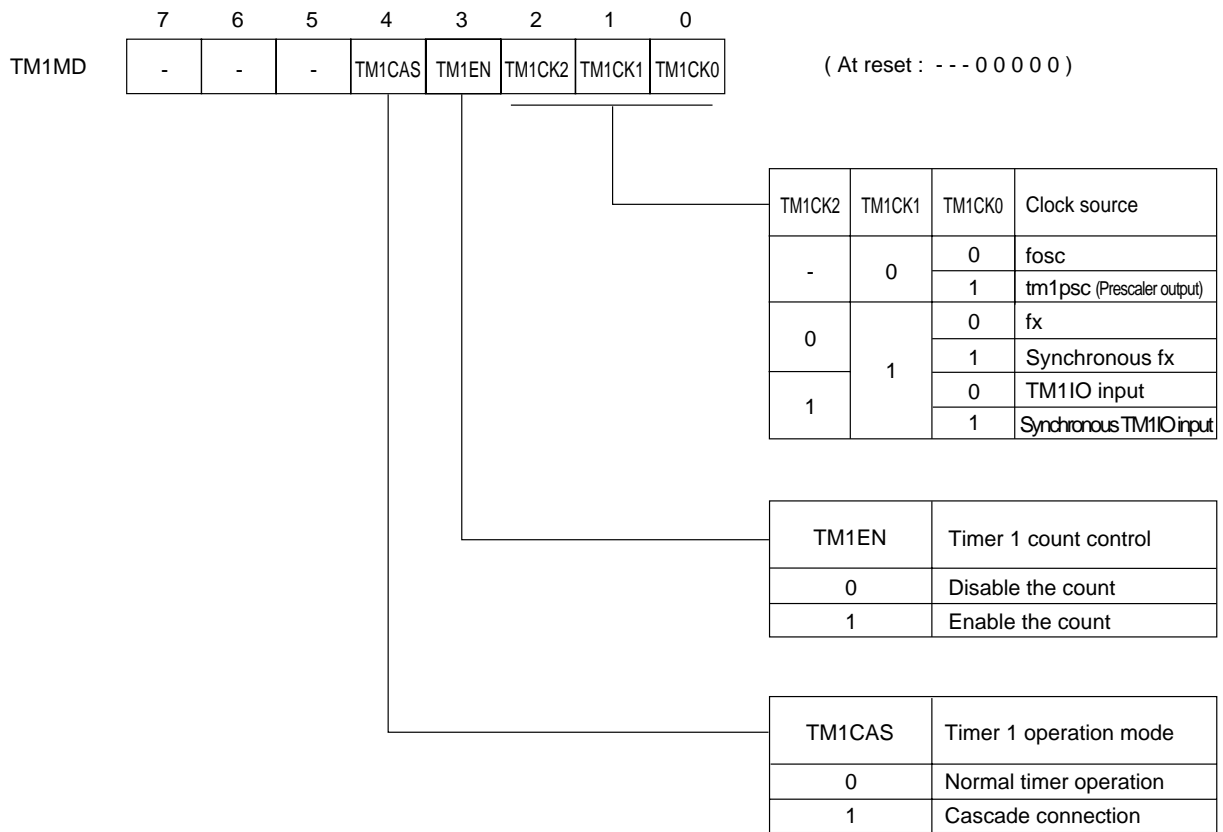 7 6 5 4 3 2 1 0
TM1MD - - - TM1CAS TM1EN TM1CK2 TM1CK1 TM1CK0 ( At reset : - - - 0 0 0 0 0 )
TM1CK2 TM1CK1 TM1CK0 Clock source
- 0 0 fosc
1 tm1psc (Prescaler output)
0 1 0 fx
1 Synchronous fx
1 0 TM1IO input
1 Synchronous TM1IO input
TM1EN Timer 1 count control
0 Disable the count
1 Enable the count
TM1CAS Timer 1 operation mode
0 Normal timer operation
1 Cascade connection